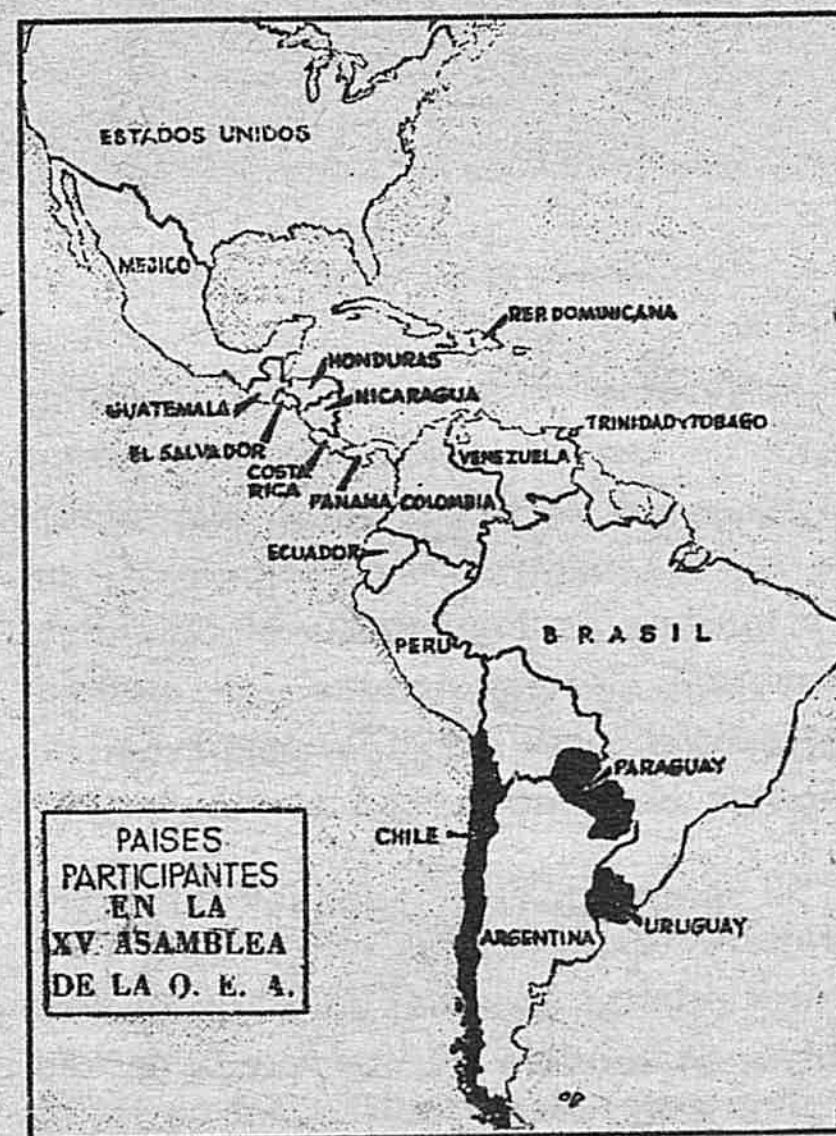 ESTADOS UNIDOS
MEJICO
REP. DOMINICANA
HONDURAS
GUATEMALA
NICARAGUA
TRINIDAD Y TOBAGO
EL SALVADOR
VENEZUELA
COSTA
RICA
PANAMA
COLOMBIA
ECUADOR
PERU
BRASIL
PARAGUAY
CHILE
URUGUAY
ARGENTINA
PAISES
PARTICIPANTES
EN LA
XV ASAMBLEA
DE LA O. E. A.